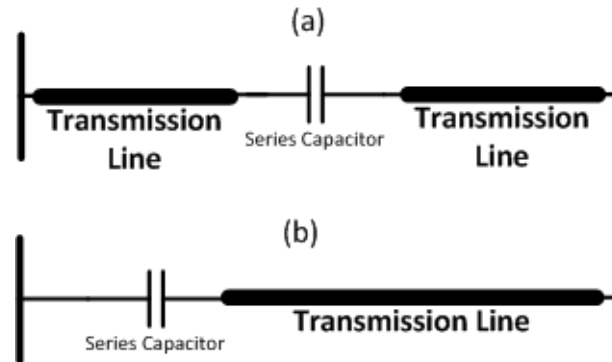 (a)
Transmission
Line
Series Capacitor
Transmission
Line
(b)
Series Capacitor
Transmission Line